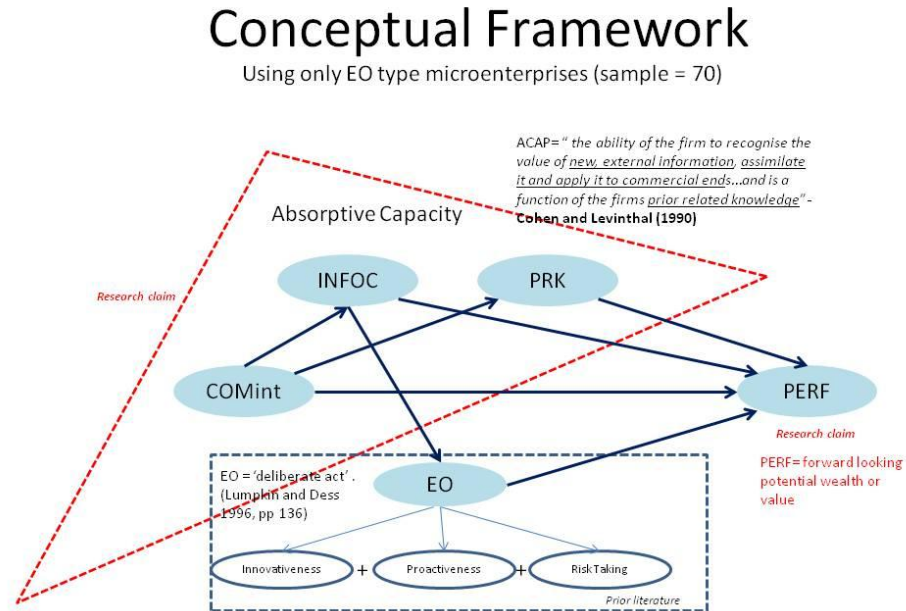 Conceptual Framework
Using only EO type microenterprises (sample = 70)
ACAP= “ the ability of the firm to recognise the
value of new, external information, assimilate
it and apply it to commercial ends...and is a
function of the firms prior related knowledge” -
Cohen and Levinthal (1990)
Absorptive Capacity
INFOC
PRK
Research claim
COMint
PERF
Research claim
PERF= forward looking
potential wealth or
value
EO = ‘deliberate act’ .
(Lumpkin and Dess
1996, pp 136)
EO
Innovativeness + Proactiveness + Risk Taking
Prior literature